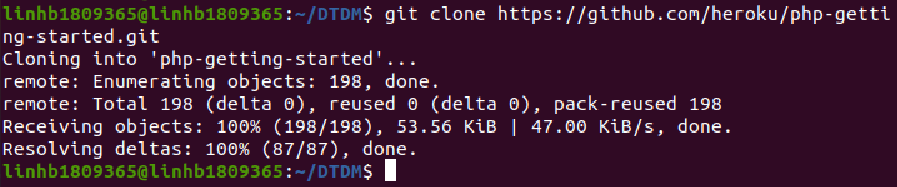 linhb1809365@linhb1809365:~/DTDM$ git clone https://github.com/heroku/php-getti
ng-started.git
Cloning into 'php-getting-started'...
remote: Enumerating objects: 198, done.
remote: Total 198 (delta 0), reused 0 (delta 0), pack-reused 198
Receiving objects: 100% (198/198), 53.56 KiB | 47.00 KiB/s, done.
Resolving deltas: 100% (87/87), done.
linhb1809365@linhb1809365:~/DTDM$